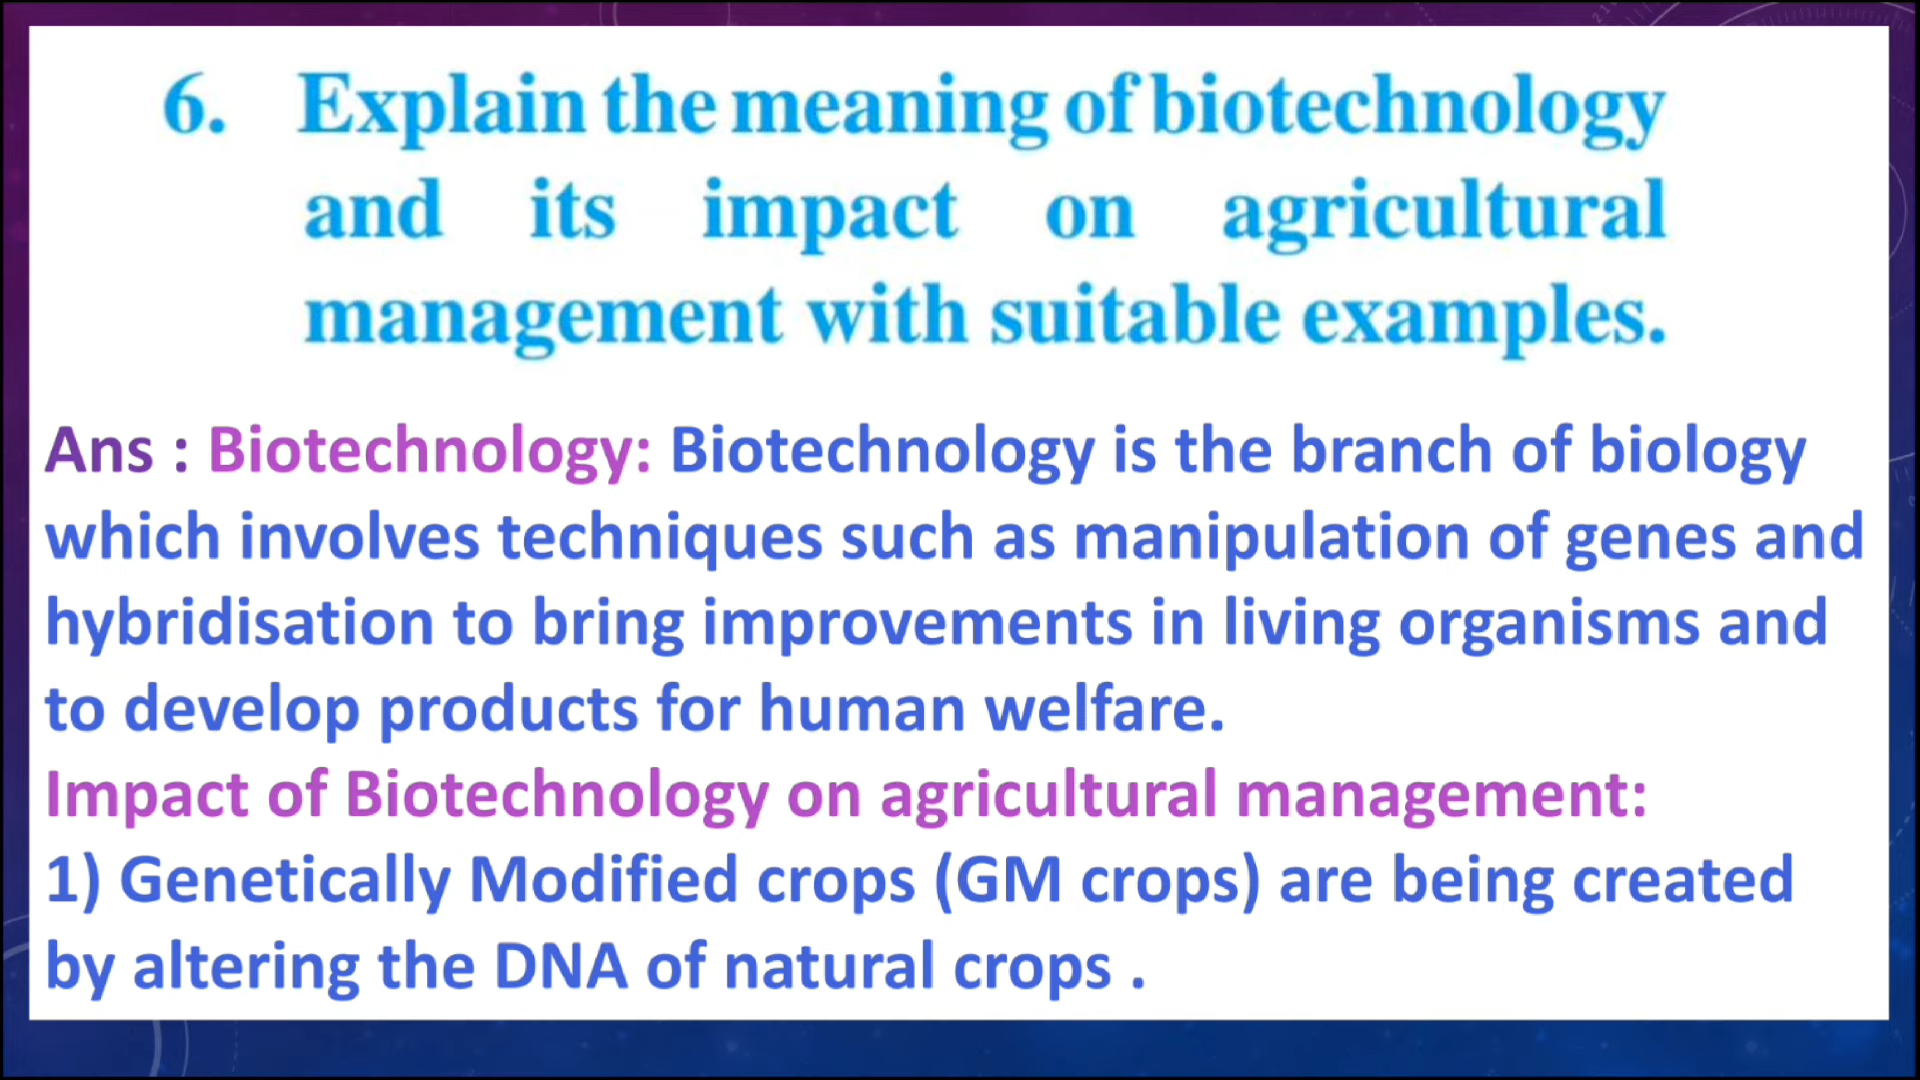 6. Explain the meaning of biotechnology
and its impact on agricultural
management with suitable examples.
Ans : Biotechnology: Biotechnology is the branch of biology
which involves techniques such as manipulation of genes and
hybridisation to bring improvements in living organisms and
to develop products for human welfare.
Impact of Biotechnology on agricultural management:
1) Genetically Modified crops (GM crops) are being created
by altering the DNA of natural crops .